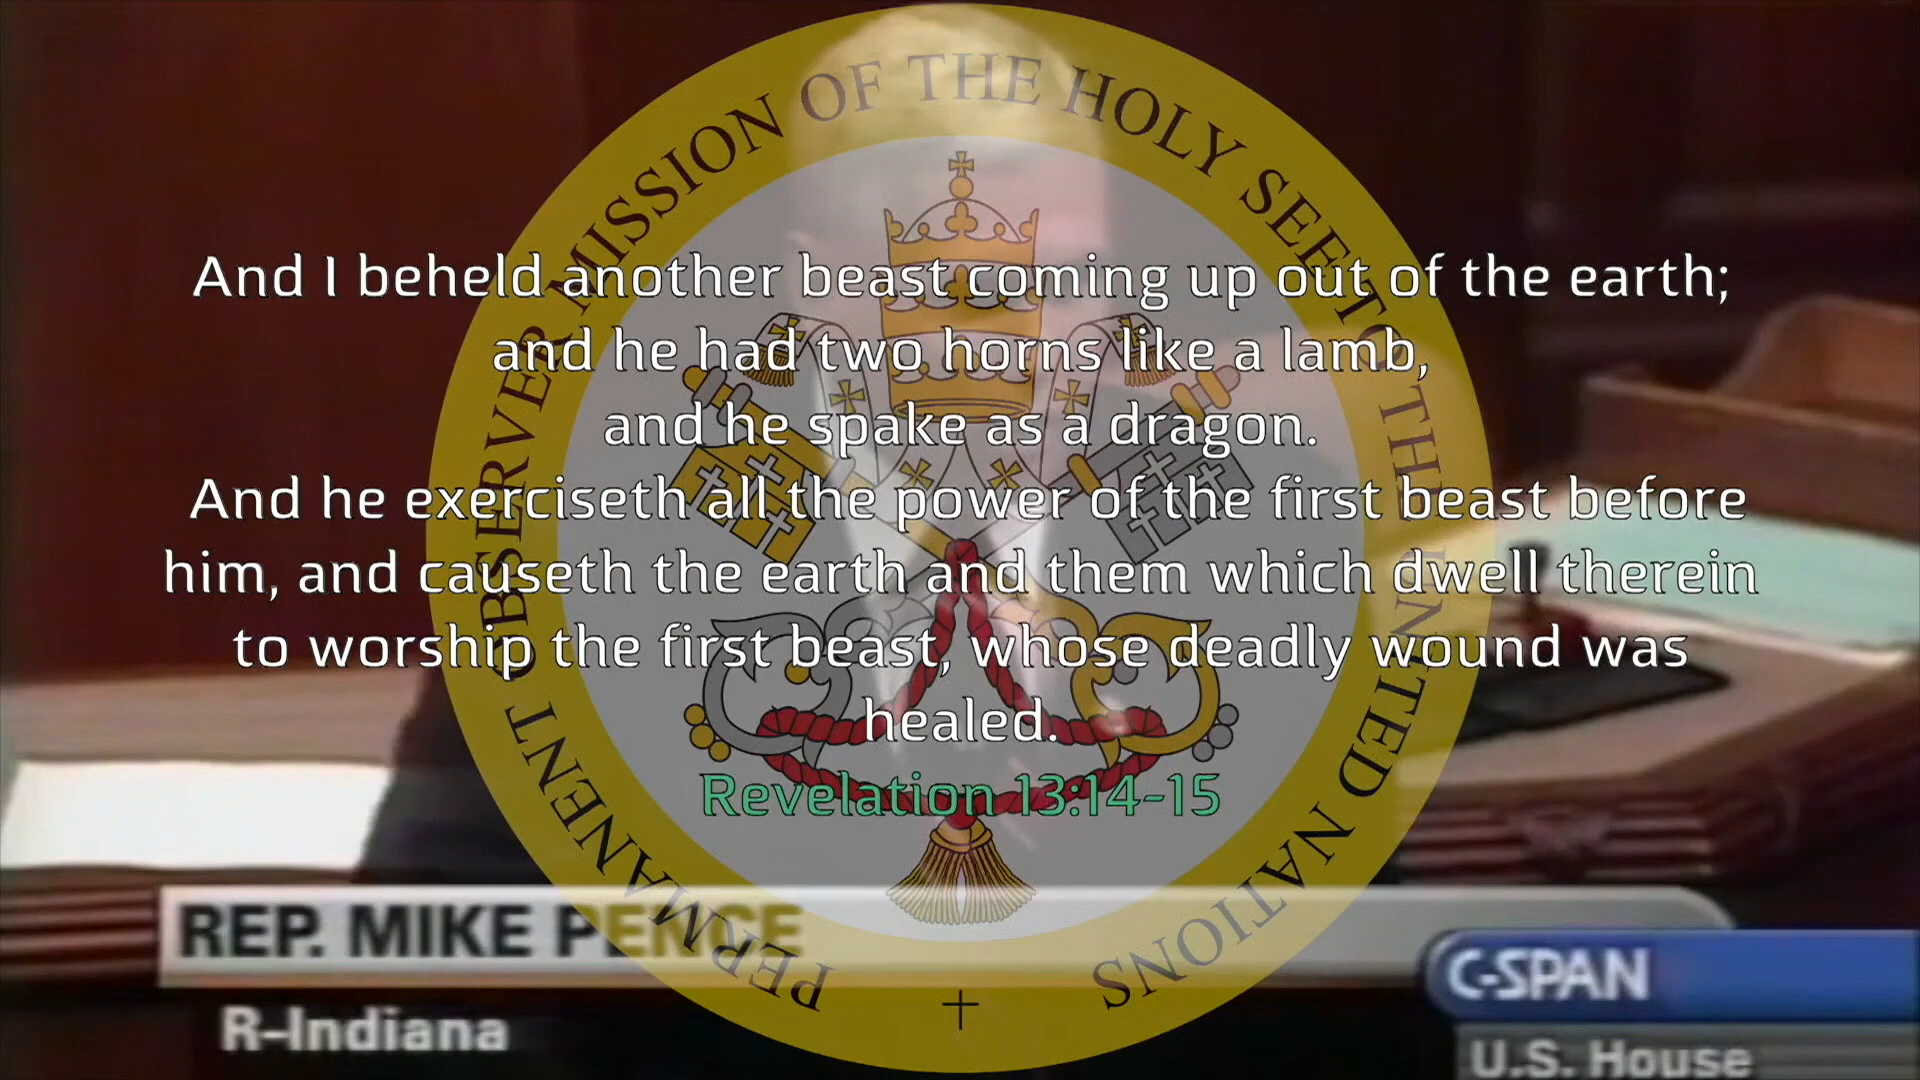 PERMANENT OBSERVER MISSION OF THE HOLY SEE TO THE UNITED NATIONS
And I beheld another beast coming up out of the earth;
and he had two horns like a lamb,
and he spake as a dragon.
And he exerciseth all the power of the first beast before
him, and causeth the earth and them which dwell therein
to worship the first beast, whose deadly wound was
healed.
Revelation 13:14-15
REP. MIKE PENCE
R-Indiana
C-SPAN
U.S. House